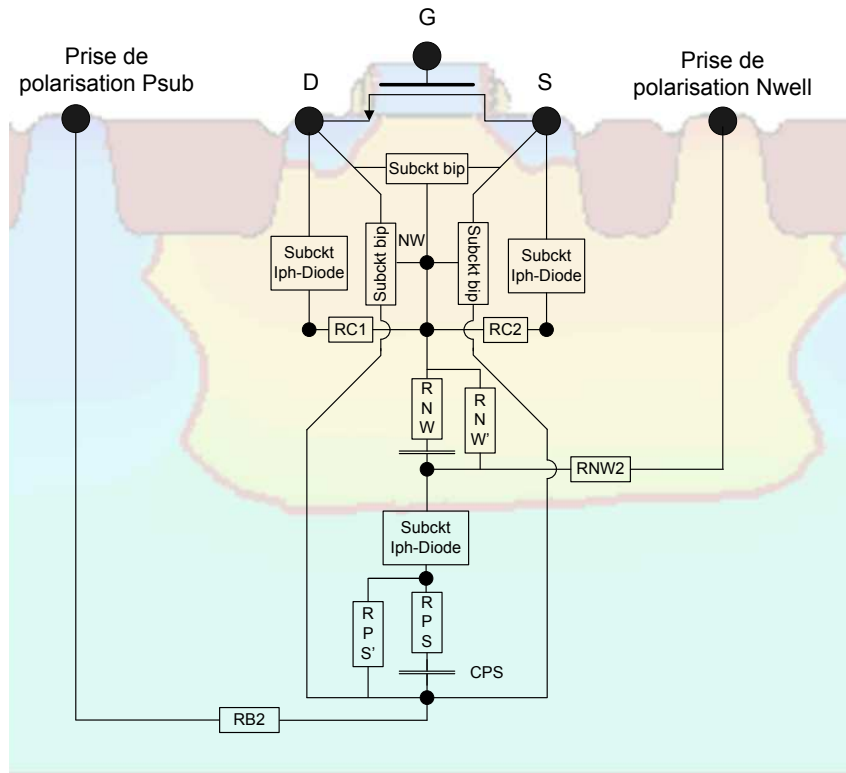 G
Prise de
polarisation Psub
D
S
Prise de
polarisation Nwell
Subckt bip
Subckt
Iph-Diode
Subckt bip
NW
Subckt bip
Subckt
Iph-Diode
RC1
RC2
R
N
W
R
N
W'
RNW2
Subckt
Iph-Diode
R
P
S'
R
P
S
CPS
RB2